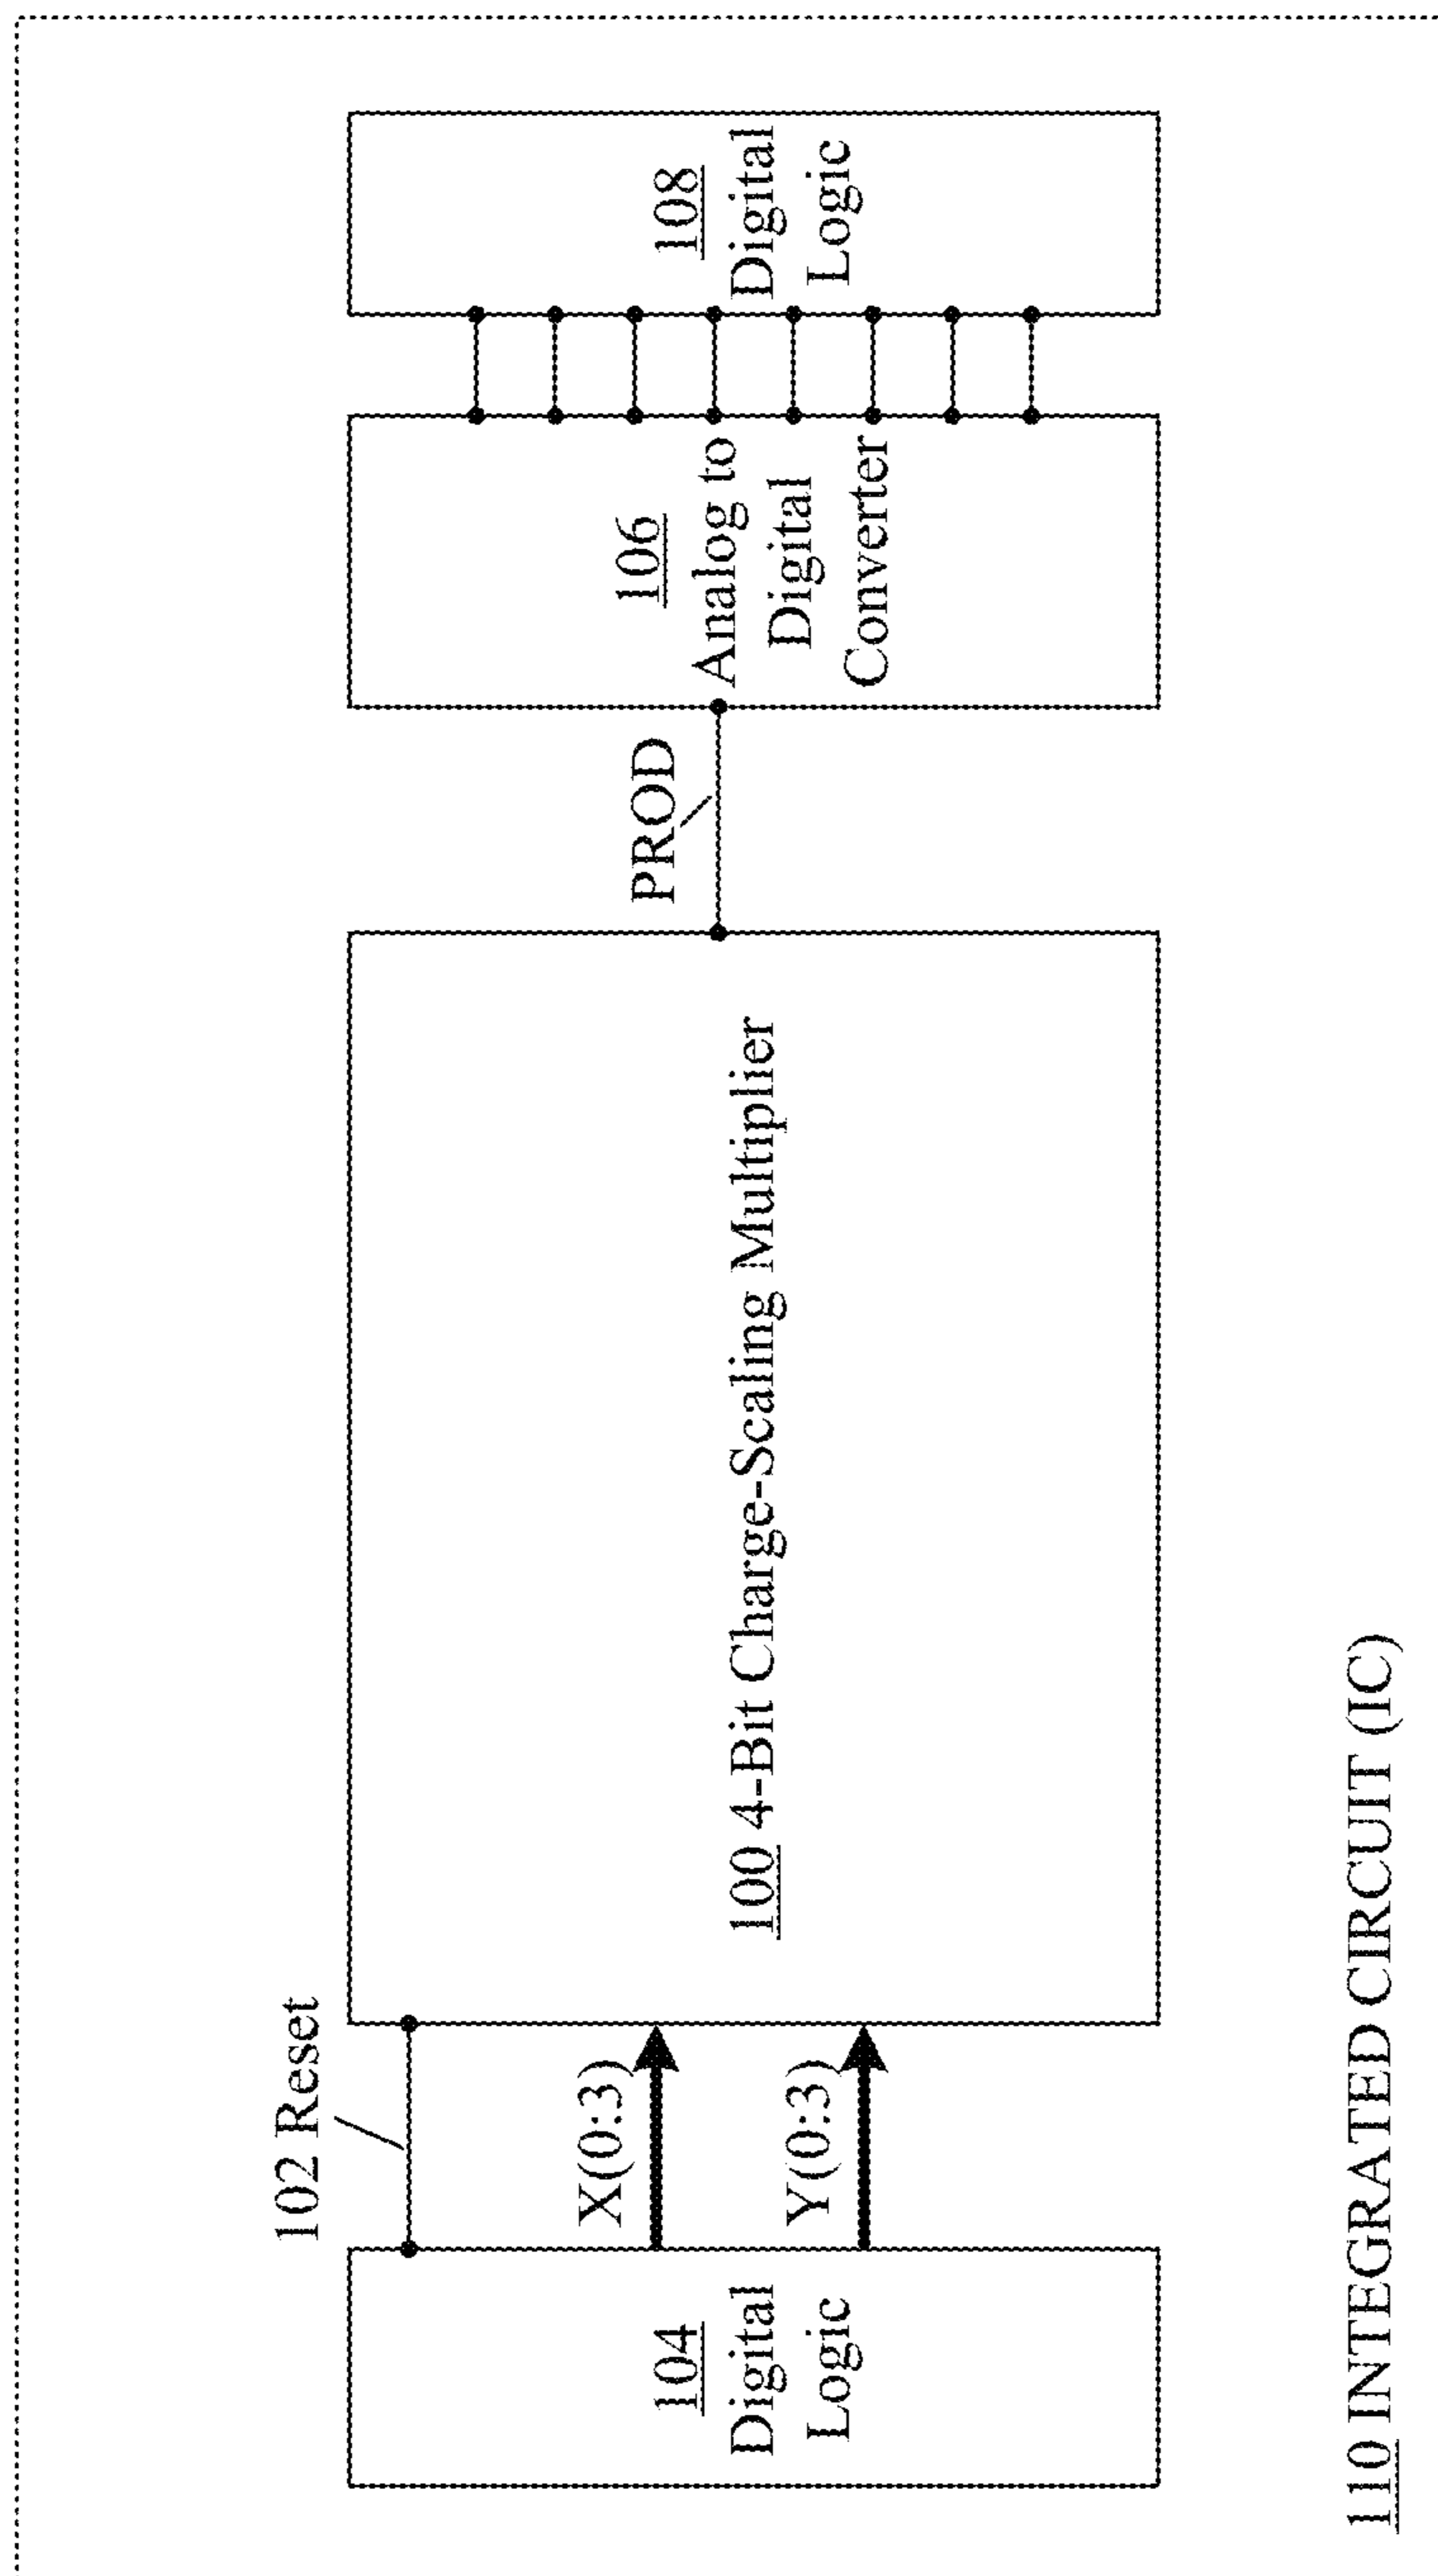 102 Reset
104
Digital
Logic
X(0:3)
Y(0:3)
100 4-Bit Charge-Scaling Multiplier
PROD
106
Analog to
Digital
Converter
108
Digital
Logic
110 INTEGRATED CIRCUIT (IC)